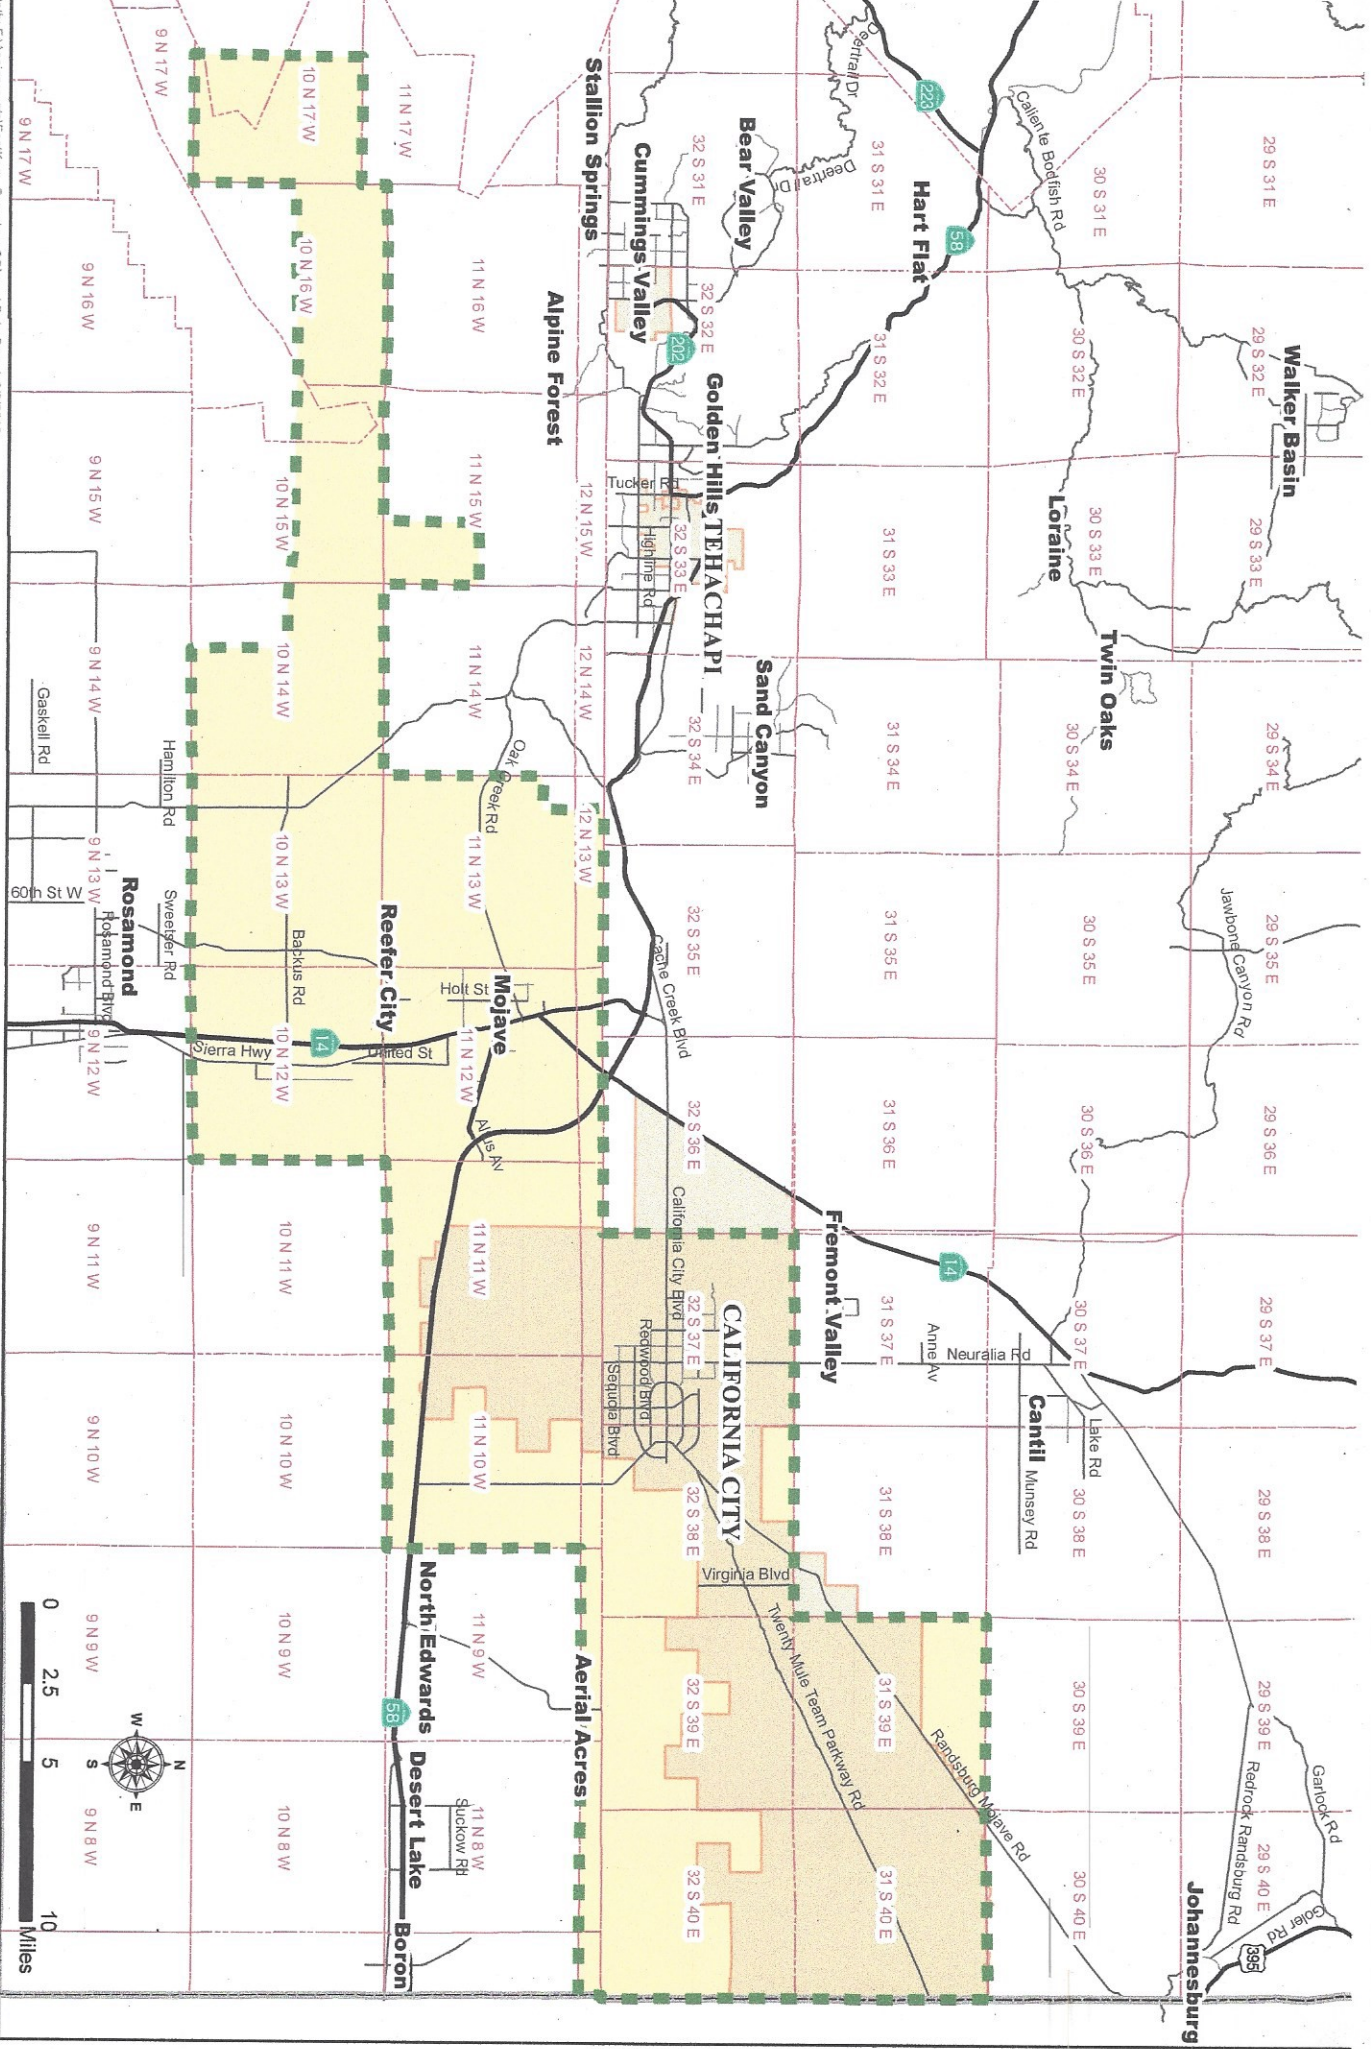 29 S 31 E
29 S 32 E
29 S 33 E
29 S 34 E
29 S 35 E
29 S 36 E
29 S 37 E
29 S 38 E
29 S 39 E
29 S 40 E
Walker Basin
Jawbone Canyon Rd
Garlock Rd
Goler Rd
Redrock Randsburg Rd
395
Johannesburg
Caliente Bodfish Rd
30 S 31 E
30 S 32 E
30 S 33 E
30 S 34 E
30 S 35 E
30 S 36 E
30 S 37 E
30 S 38 E
30 S 39 E
30 S 40 E
Loraine
Twin Oaks
Lake Rd
Cantil
Munsey Rd
Neuralia Rd
Anne Av
14
58
223
Hart Flat
Randsburg Mojave Rd
31 S 31 E
31 S 32 E
31 S 33 E
31 S 34 E
31 S 35 E
31 S 36 E
31 S 37 E
31 S 38 E
31 S 39 E
31 S 40 E
Deertrail Dr
Deertrail Dr
Fremont Valley
Twenty Mule Team Parkway Rd
Bear Valley
Sand Canyon
Virginia Blvd
CALIFORNIA CITY
Golden Hills
TEHACHAPI
32 S 31 E
32 S 32 E
32 S 33 E
32 S 34 E
32 S 35 E
32 S 36 E
32 S 37 E
32 S 38 E
32 S 39 E
32 S 40 E
202
Cummings Valley
Tucker Rd
Highline Rd
Cache Creek Blvd
California City Blvd
Redwood Blvd
Sequoia Blvd
Stallion Springs
12 N 15 W
12 N 14 W
12 N 13 W
Aerial Acres
Alpine Forest
Oak Creek Rd
Mojave
Holt St
Altus Av
11 N 17 W
11 N 16 W
11 N 15 W
11 N 14 W
11 N 13 W
11 N 12 W
11 N 11 W
11 N 10 W
11 N 9 W
11 N 8 W
Suckow Rd
North Edwards
Desert Lake
Boron
58
Reefer City
United St
14
10 N 17 W
10 N 16 W
10 N 15 W
10 N 14 W
10 N 13 W
10 N 12 W
10 N 11 W
10 N 10 W
10 N 9 W
10 N 8 W
Backus Rd
Sierra Hwy
Hamilton Rd
Sweetser Rd
Rosamond
Rosamond Blvd
9 N 17 W
9 N 17 W
9 N 16 W
9 N 15 W
9 N 14 W
9 N 13 W
9 N 12 W
9 N 11 W
9 N 10 W
9 N 9 W
9 N 8 W
Gaskell Rd
60th St W
N
W
E
S
0 2.5 5 10
Miles